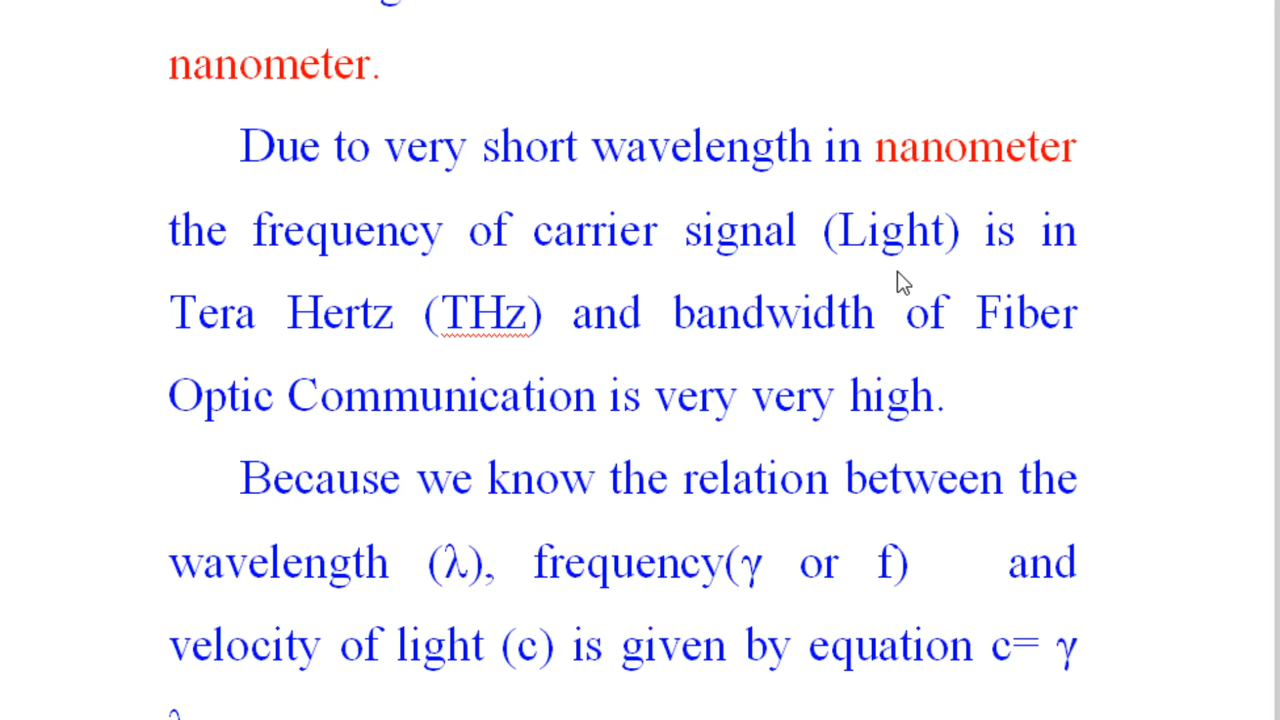 nanometer.
Due to very short wavelength in nanometer
the frequency of carrier signal (Light) is in
Tera Hertz (THz) and bandwidth of Fiber
Optic Communication is very very high.
Because we know the relation between the
wavelength (λ), frequency(γ or f) and
velocity of light (c) is given by equation c= γ